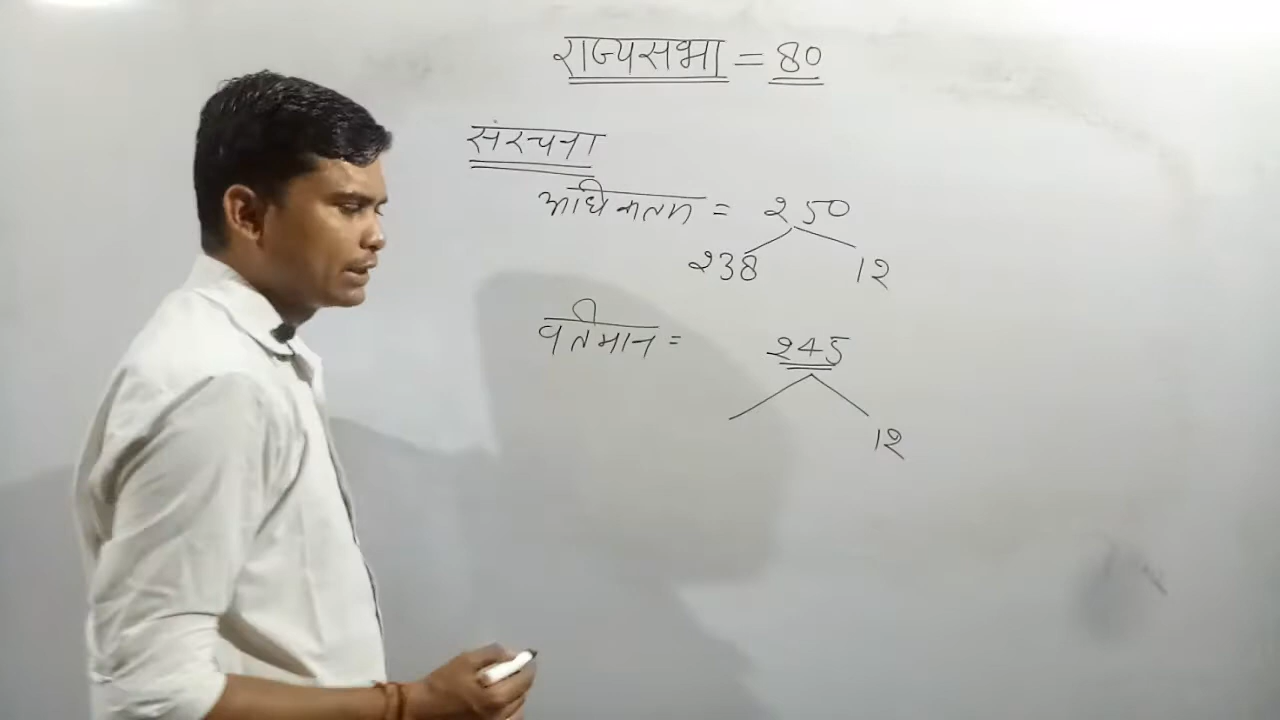 राज्यसभा = 80
संरचना
अधिकतम = 250
238 12
वर्तमान = 245
12